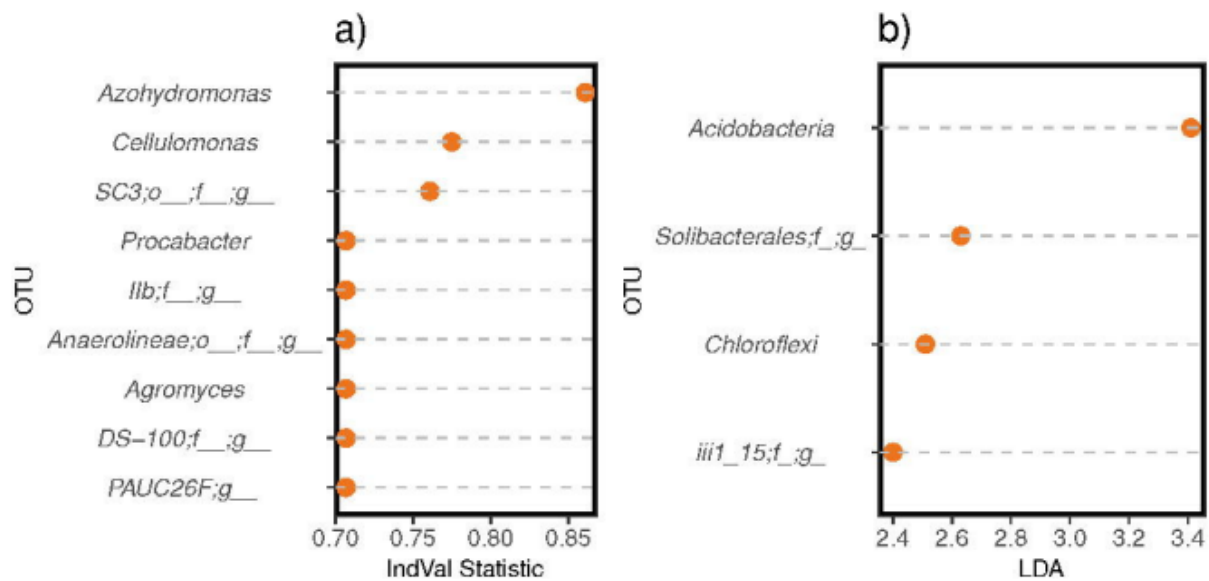 a)
OTU
Azohydromonas
Cellulomonas
SC3;o__;f__;g__
Procabacter
IIb;f__;g__
Anaerolineae;o__;f__;g__
Agromyces
DS-100;f__;g__
PAUC26F;g__
0.70 0.75 0.80 0.85
IndVal Statistic
b)
OTU
Acidobacteria
Solibacterales;f_;g_
Chloroflexi
iii1_15;f_;g_
2.4 2.6 2.8 3.0 3.2 3.4
LDA